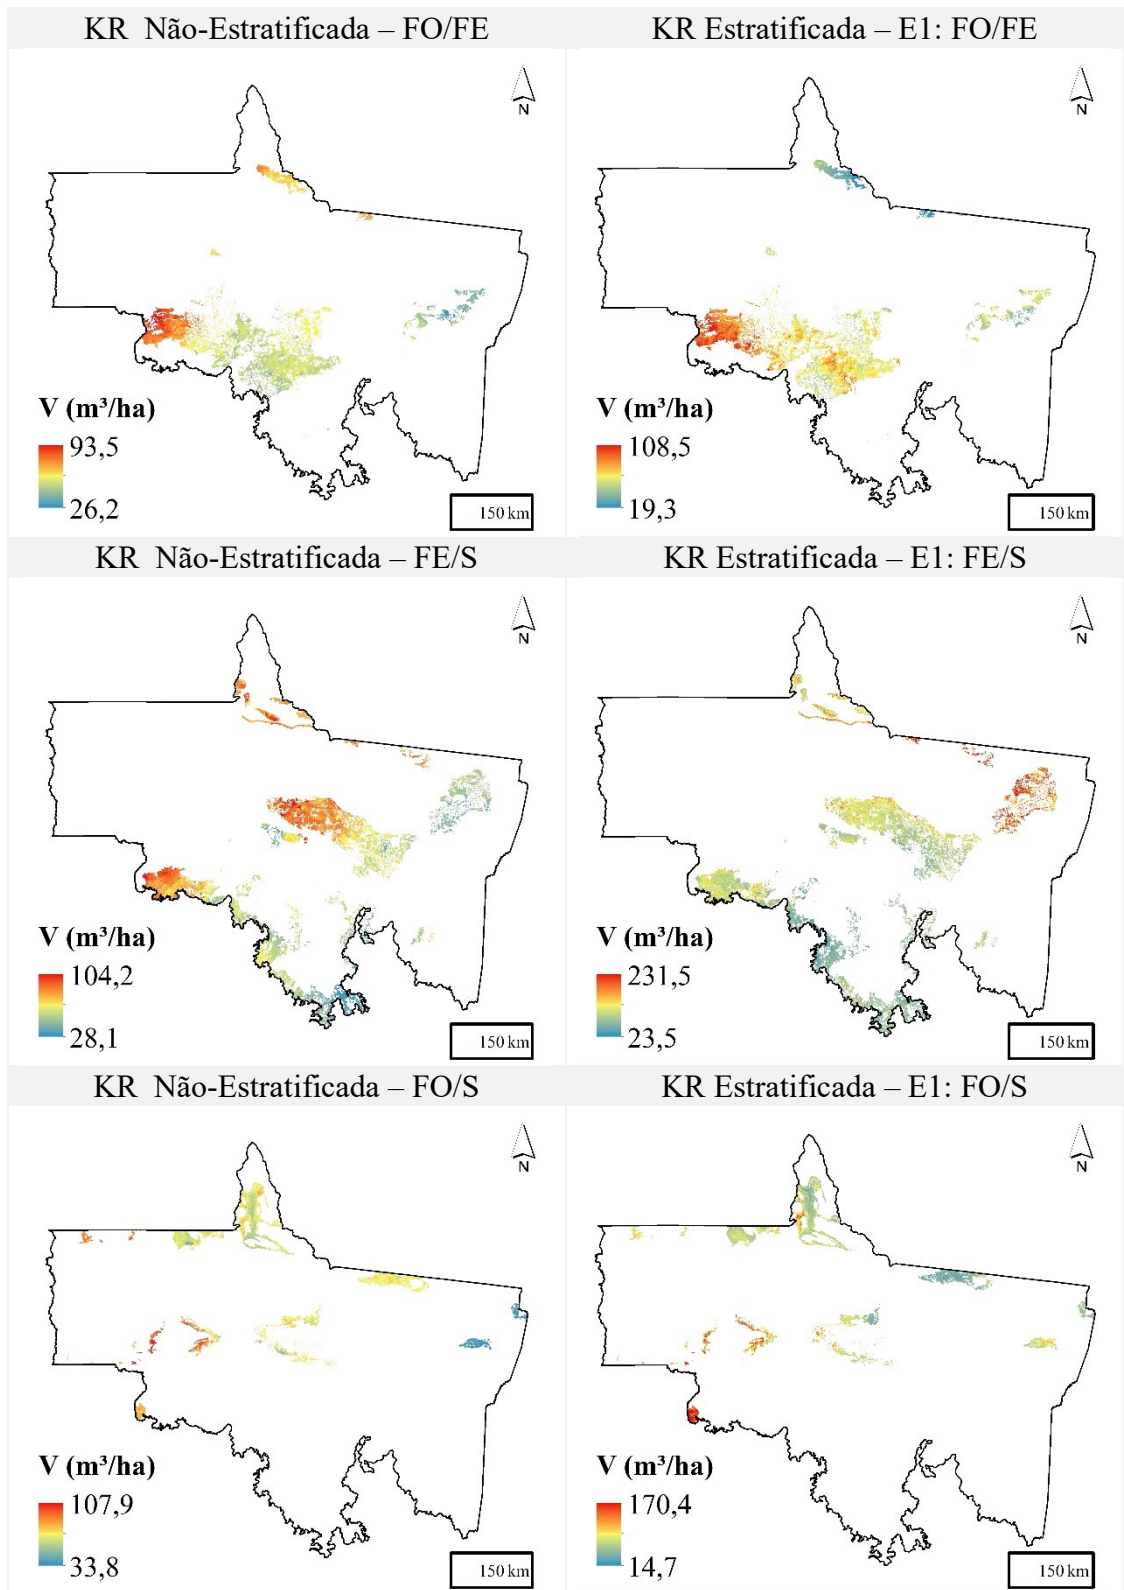 KR Não-Estratificada – FO/FE
KR Estratificada – E1: FO/FE
N
N
V (m³/ha)
93,5
26,2
150 km
V (m³/ha)
108,5
19,3
150 km
KR Não-Estratificada – FE/S
KR Estratificada – E1: FE/S
N
N
V (m³/ha)
104,2
28,1
150 km
V (m³/ha)
231,5
23,5
150 km
KR Não-Estratificada – FO/S
KR Estratificada – E1: FO/S
N
N
V (m³/ha)
107,9
33,8
150 km
V (m³/ha)
170,4
14,7
150 km